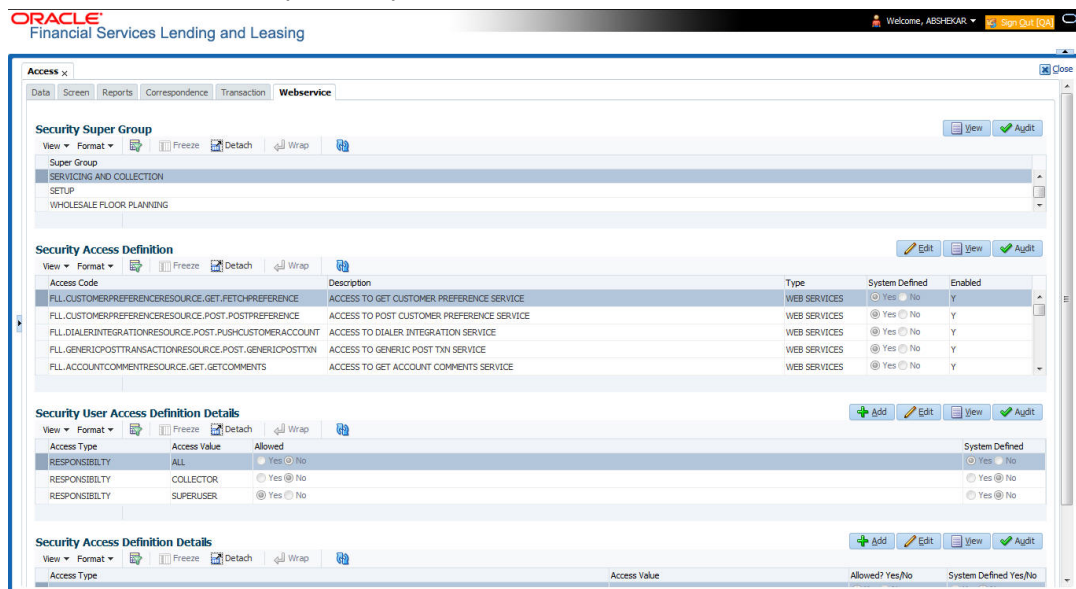 ORACLE
Financial Services Lending and Leasing
Welcome, ABSHEKAR Sign Out [QA]
Close
Access x
Data Screen Reports Correspondence Transaction Webservice
Security Super Group View Audit
View Format Freeze Detach Wrap
Super Group
SERVICING AND COLLECTION
SETUP
WHOLESALE FLOOR PLANNING
Security Access Definition Edit View Audit
View Format Freeze Detach Wrap
Access Code Description Type System Defined Enabled
FLL.CUSTOMERPREFERENCERESOURCE.GET.FETCHPREFERENCE ACCESS TO GET CUSTOMER PREFERENCE SERVICE WEB SERVICES Yes No Y
FLL.CUSTOMERPREFERENCERESOURCE.POST.POSTPREFERENCE ACCESS TO POST CUSTOMER PREFERENCE SERVICE WEB SERVICES Yes No Y
FLL.DIALERINTEGRATIONRESOURCE.POST.PUSHCUSTOMERACCOUNT ACCESS TO DIALER INTEGRATION SERVICE WEB SERVICES Yes No Y
FLL.GENERICPOSTTRANSACTIONRESOURCE.POST.GENERICPOSTTXN ACCESS TO GENERIC POST TXN SERVICE WEB SERVICES Yes No Y
FLL.ACCOUNTCOMMENTRESOURCE.GET.GETCOMMENTS ACCESS TO GET ACCOUNT COMMENTS SERVICE WEB SERVICES Yes No Y
Security User Access Definition Details Add Edit View Audit
View Format Freeze Detach Wrap
Access Type Access Value Allowed System Defined
RESPONSIBILTY ALL Yes No Yes No
RESPONSIBILTY COLLECTOR Yes No Yes No
RESPONSIBILTY SUPERUSER Yes No Yes No
Security Access Definition Details Add Edit View Audit
View Format Freeze Detach Wrap
Access Type Access Value Allowed? Yes/No System Defined Yes/No